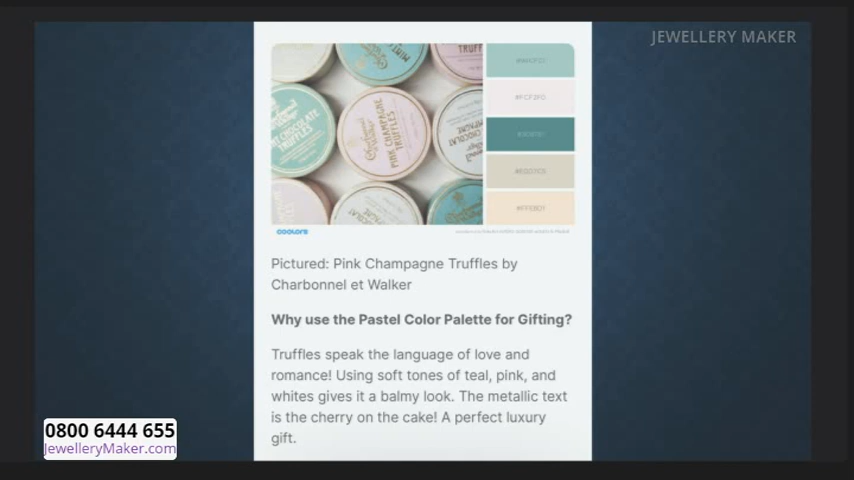 JEWELLERY MAKER
PINK CHAMPAGNE
TRUFFLES
#FCF2F0
coolors
Pictured: Pink Champagne Truffles by
Charbonnel et Walker
Why use the Pastel Color Palette for Gifting?
Truffles speak the language of love and
romance! Using soft tones of teal, pink, and
whites gives it a balmy look. The metallic text
is the cherry on the cake! A perfect luxury
gift.
0800 6444 655
JewelleryMaker.com